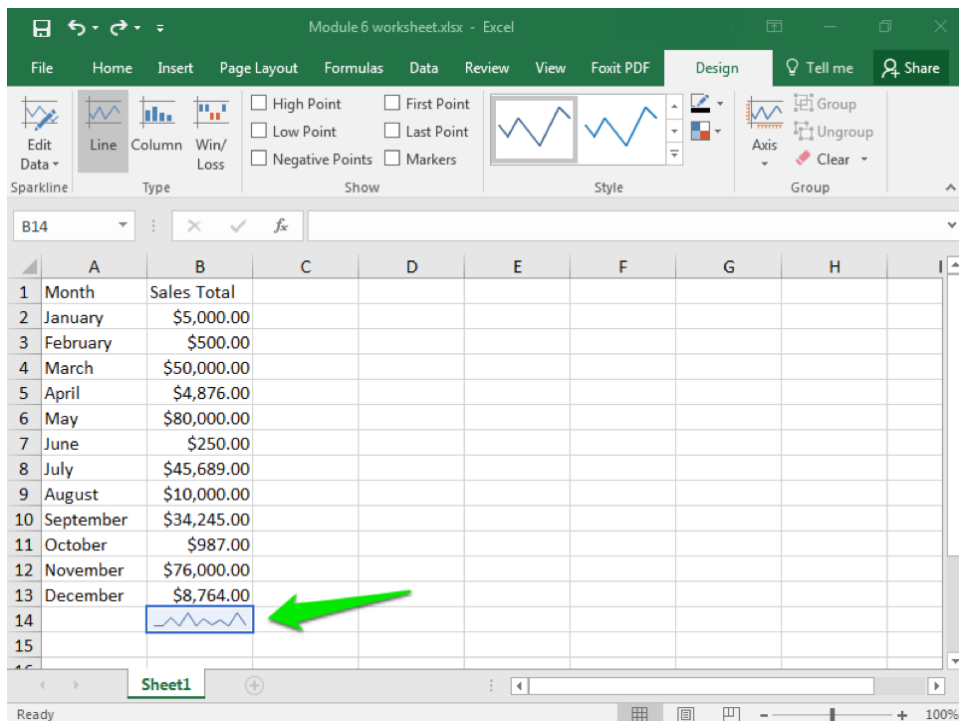 Module 6 worksheet.xlsx - Excel
File Home Insert Page Layout Formulas Data Review View Foxit PDF Design Tell me Share
Edit Data
Line
Column
Win/
Loss
High Point
Low Point
Negative Points
First Point
Last Point
Markers
Axis
Group
Ungroup
Clear
Sparkline Type Show Style Group
B14 fx
A B C D E F G H I
1 Month Sales Total
2 January $5,000.00
3 February $500.00
4 March $50,000.00
5 April $4,876.00
6 May $80,000.00
7 June $250.00
8 July $45,689.00
9 August $10,000.00
10 September $34,245.00
11 October $987.00
12 November $76,000.00
13 December $8,764.00
14
15
16
Sheet1
Ready 100%